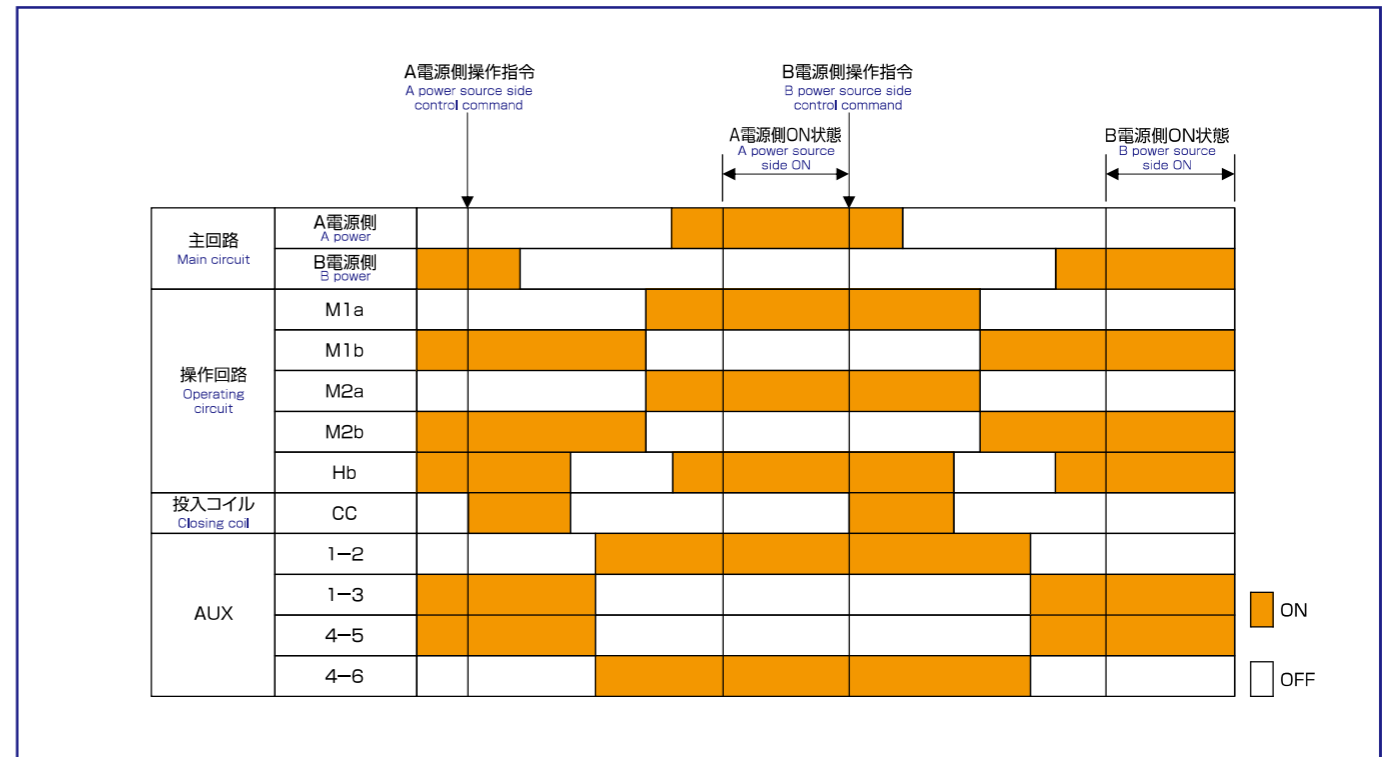 A電源側操作指令
A power source side
control command
B電源側操作指令
B power source side
control command
A電源側ON状態
A power source
side ON
B電源側ON状態
B power source
side ON
主回路
Main circuit
A電源側
A power
B電源側
B power
操作回路
Operating
circuit
M1a
M1b
M2a
M2b
Hb
投入コイル
Closing coil
CC
AUX
1−2
1−3
4−5
4−6
ON
OFF